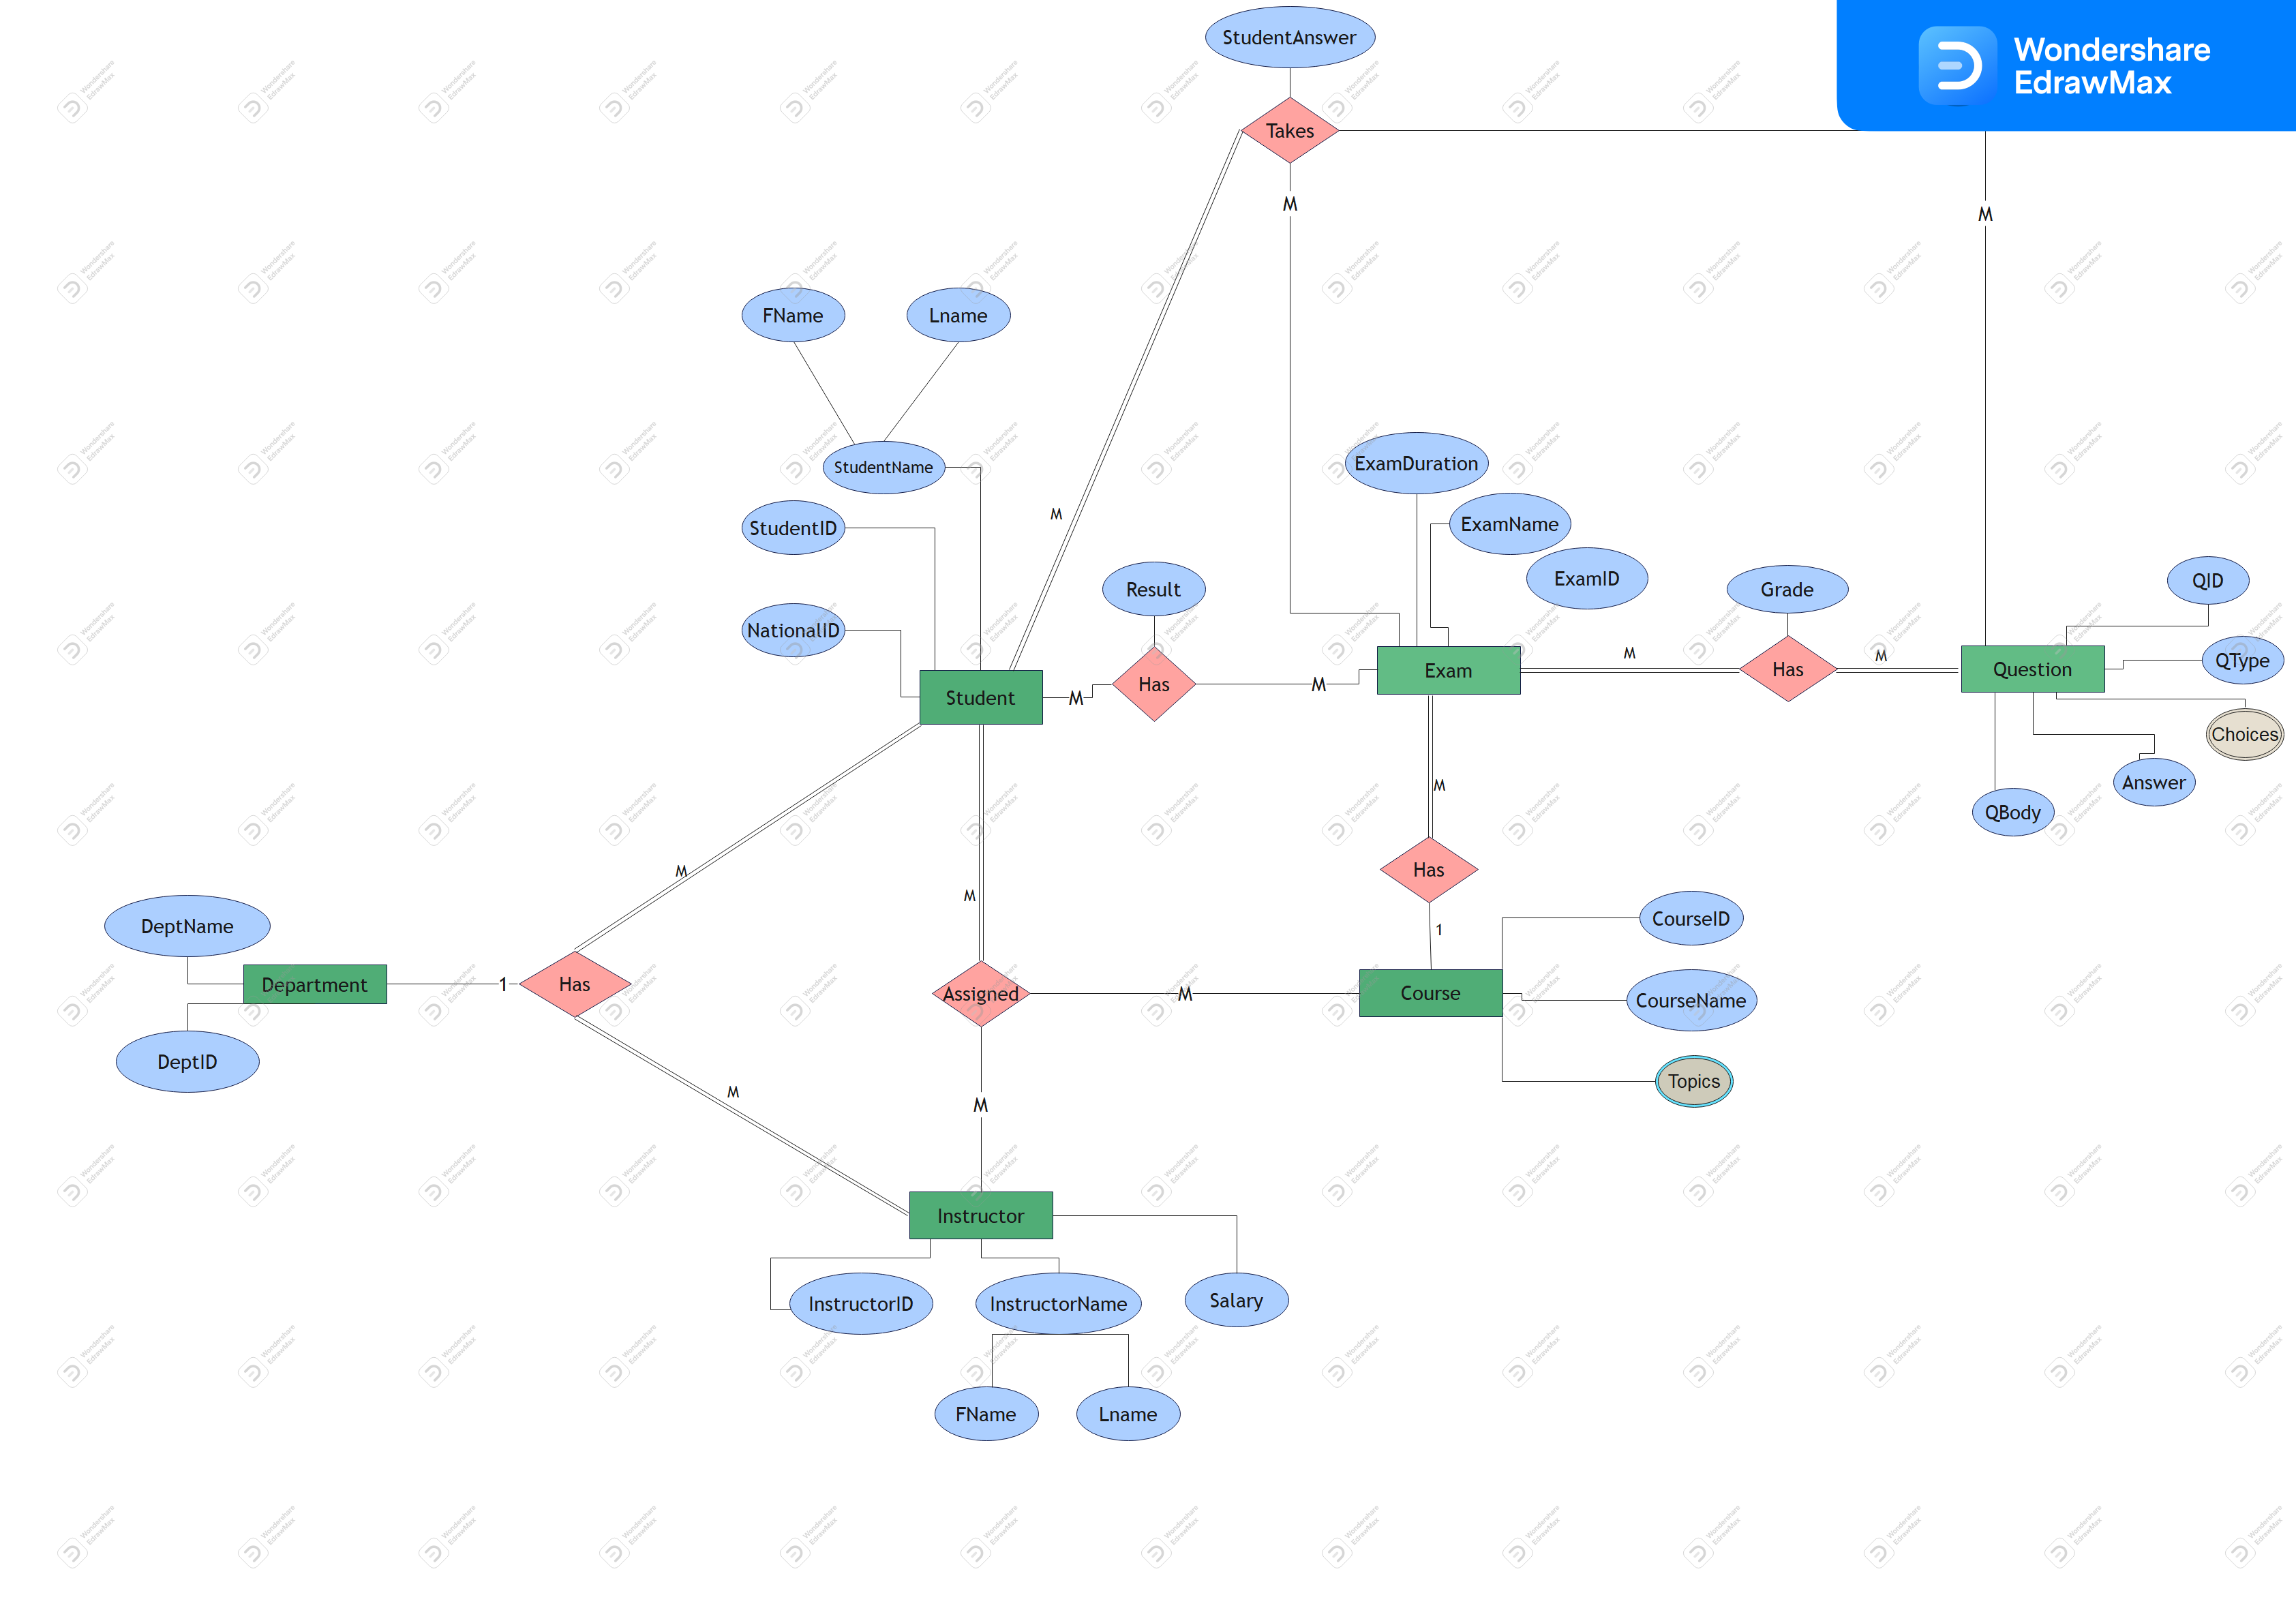 StudentAnswer
Wondershare
EdrawMax
Takes
M
M
FName
Lname
StudentName
ExamDuration
M
StudentID
ExamName
ExamID
QID
Result
Grade
NationalID
M
M
QType
Student
M
Has
M
Exam
Has
Question
Choices
M
Answer
QBody
M
Has
M
CourseID
DeptName
1
Department
1
Has
Assigned
M
Course
CourseName
DeptID
Topics
M
M
Instructor
InstructorID
InstructorName
Salary
FName
Lname
Wondershare
EdrawMax